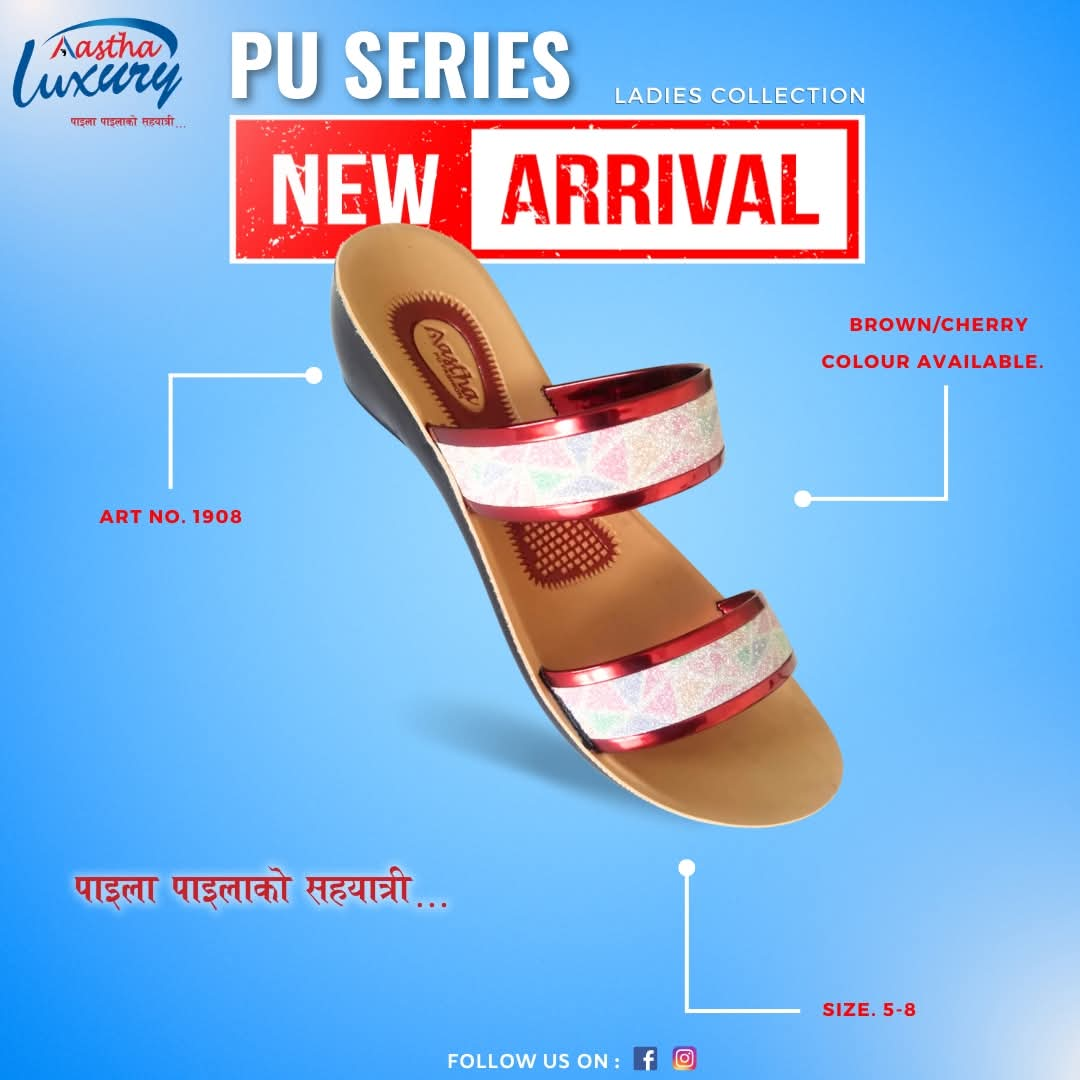 Aastha
Luxury
पाइला पाइलाको सहयात्री...
PU SERIES
LADIES COLLECTION
NEW ARRIVAL
BROWN/CHERRY
COLOUR AVAILABLE.
ART NO. 1908
Aastha
पाइला पाइलाको सहयात्री...
SIZE. 5-8
FOLLOW US ON :